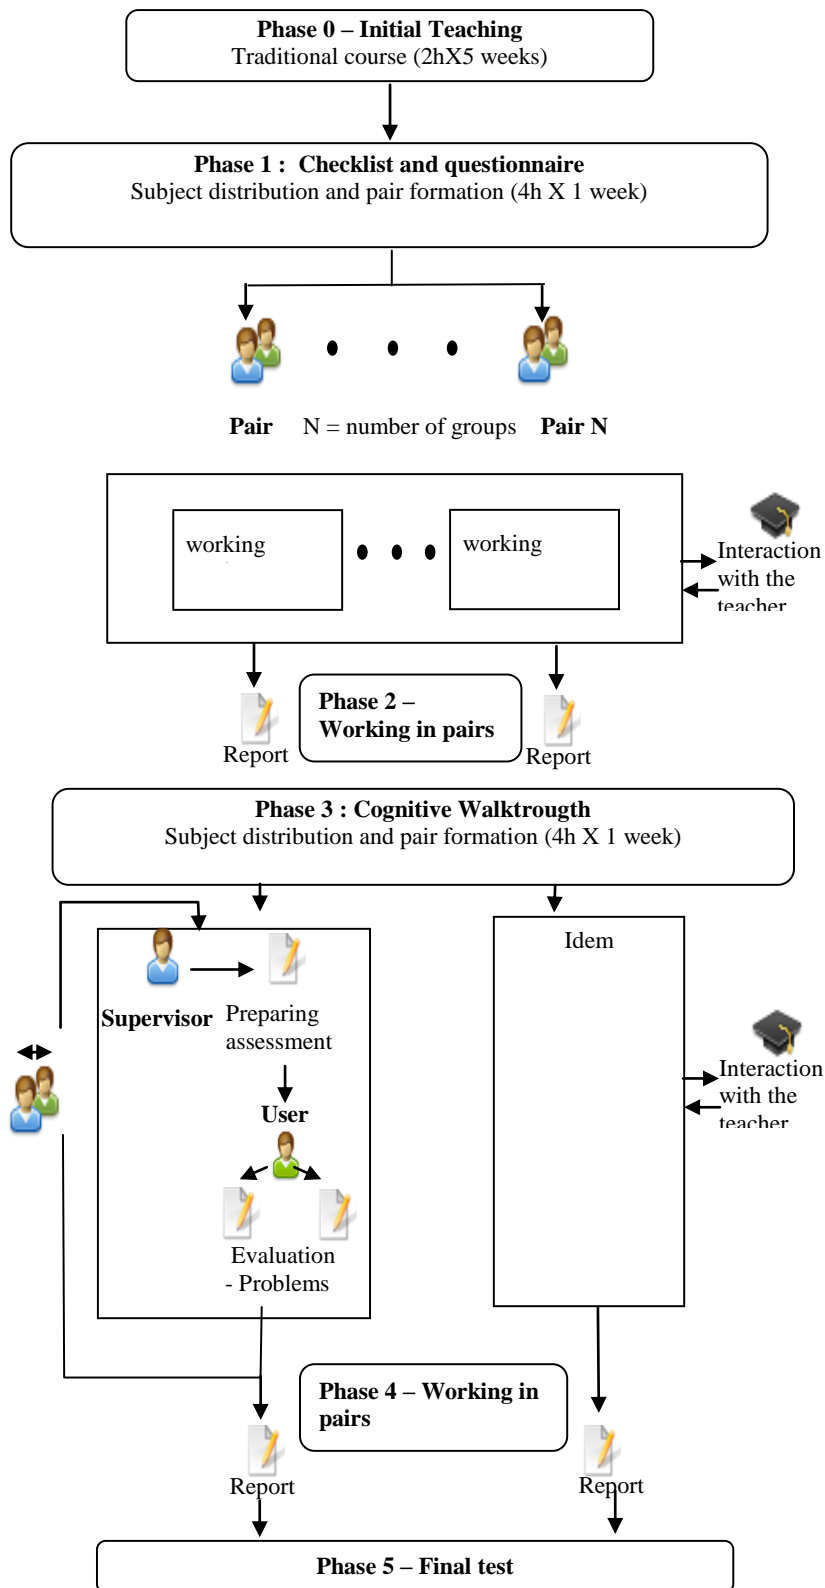 Phase 0 – Initial Teaching
Traditional course (2hX5 weeks)
Phase 1 : Checklist and questionnaire
Subject distribution and pair formation (4h X 1 week)
Pair N = number of groups Pair N
working
working
Interaction
with the
teacher
Phase 2 –
Working in pairs
Report
Report
Phase 3 : Cognitive Walktrougth
Subject distribution and pair formation (4h X 1 week)
Idem
Supervisor
Preparing
assessment
User
Evaluation
- Problems
Interaction
with the
teacher
Phase 4 – Working in
pairs
Report
Report
Phase 5 – Final test